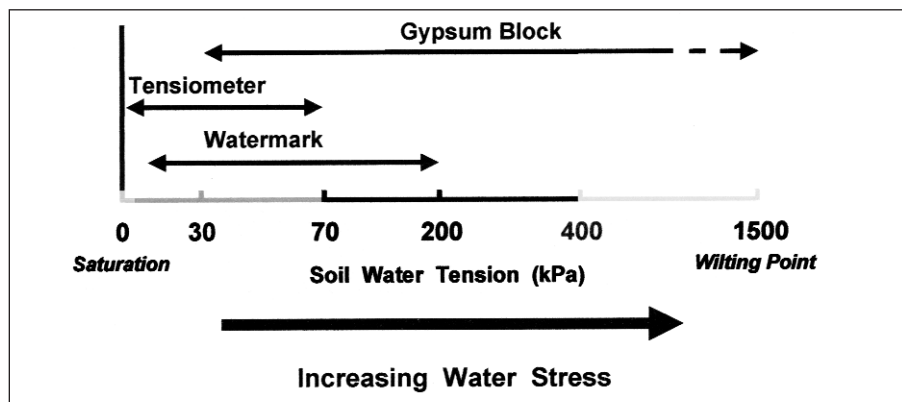 Gypsum Block
Tensiometer
Watermark
0 30 70 200 400 1500
Saturation Soil Water Tension (kPa) Wilting Point
Increasing Water Stress